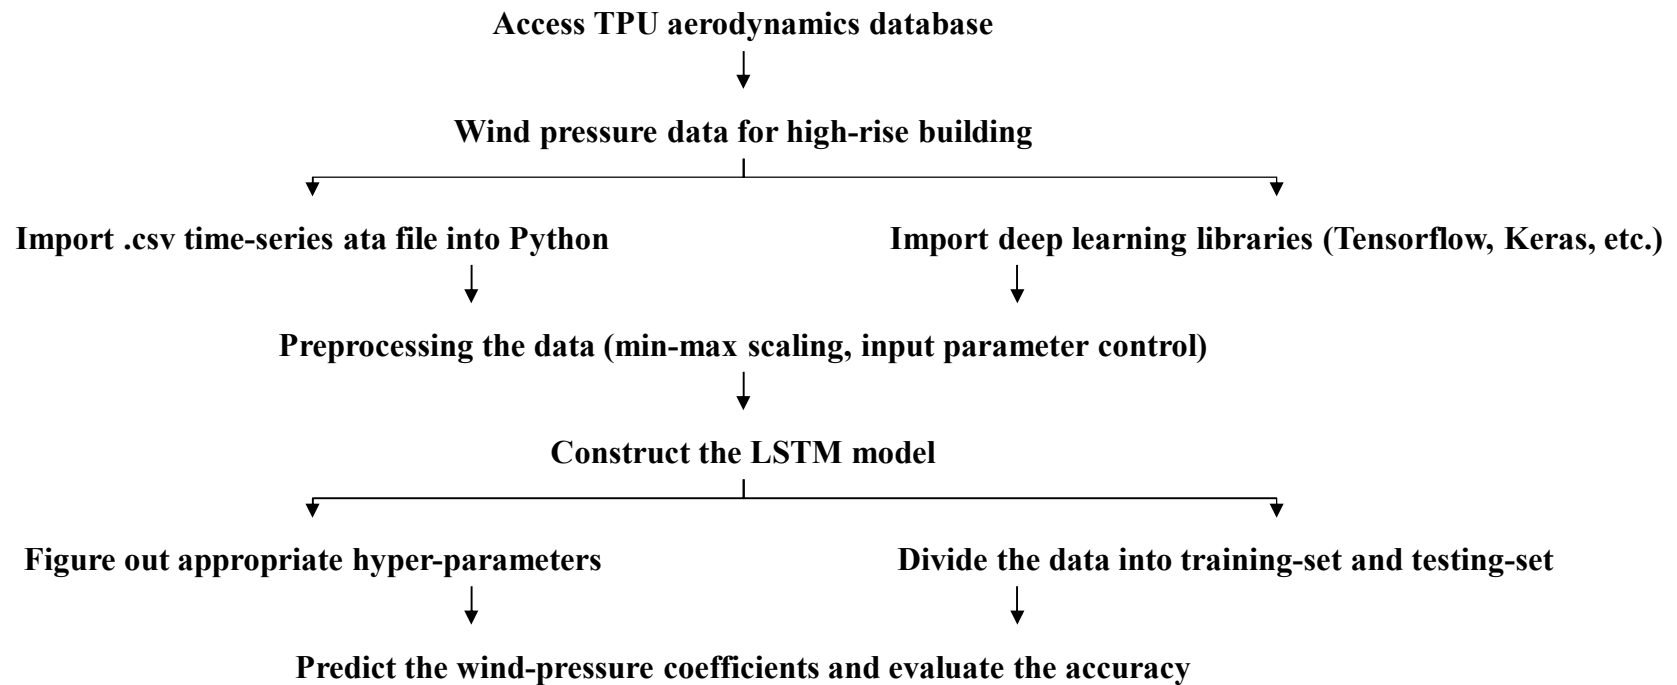 Access TPU aerodynamics database
Wind pressure data for high-rise building
Import .csv time-series ata file into Python
Import deep learning libraries (Tensorflow, Keras, etc.)
Preprocessing the data (min-max scaling, input parameter control)
Construct the LSTM model
Figure out appropriate hyper-parameters
Divide the data into training-set and testing-set
Predict the wind-pressure coefficients and evaluate the accuracy